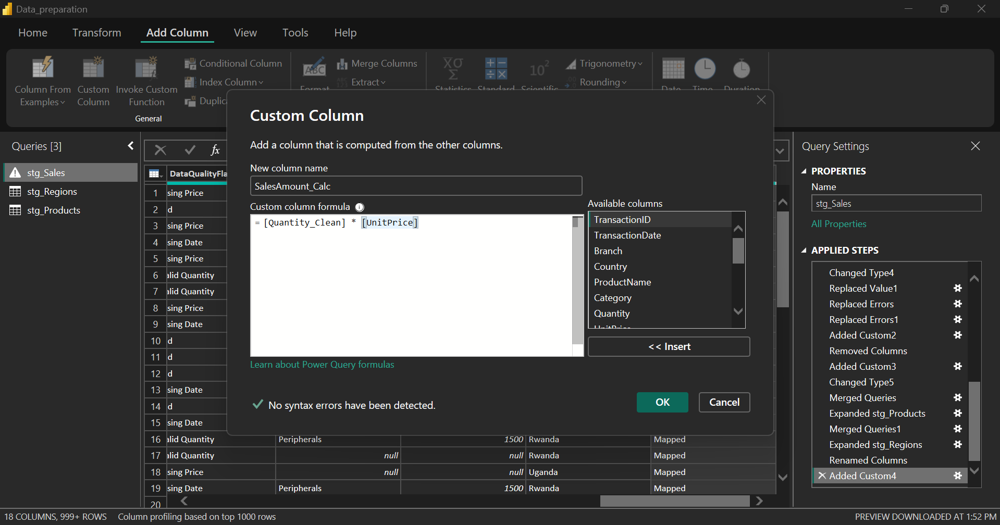 Data_preparation
Home Transform Add Column View Tools Help
Column From Examples
Custom Column
Invoke Custom Function
Conditional Column
Index Column
General
ABC
Merge Columns
ABC 123 Extract
XΟ Σ
10²
Trigonometry
.00 .0 Rounding
Queries [3]
stg_Sales
stg_Regions
stg_Products
fx
Custom Column
Add a column that is computed from the other columns.
New column name
SalesAmount_Calc
Custom column formula
= [Quantity_Clean] * [UnitPrice]
Available columns
TransactionID
TransactionDate
Branch
Country
ProductName
Category
Quantity
<< Insert
Learn about Power Query formulas
No syntax errors have been detected.
OK Cancel
DataQualityFla
1 sing Price
2 d
3 sing Price
4 sing Date
5 sing Price
6 alid Quantity
7 alid Quantity
8 sing Price
9 sing Date
10 d
11 d
12 d
13 sing Date
14 d
15 sing Date
16 alid Quantity Peripherals 1500 Rwanda Mapped
17 alid Quantity null null Rwanda Mapped
18 sing Price null null Uganda Mapped
19 sing Date Peripherals 1500 Rwanda Mapped
20
Query Settings
PROPERTIES
Name
stg_Sales
All Properties
APPLIED STEPS
Changed Type4
Replaced Value1
Replaced Errors
Replaced Errors1
Added Custom2
Removed Columns
Added Custom3
Changed Type5
Merged Queries
Expanded stg_Products
Merged Queries1
Expanded stg_Regions
Renamed Columns
Added Custom4
18 COLUMNS, 999+ ROWS Column profiling based on top 1000 rows
PREVIEW DOWNLOADED AT 1:52 PM